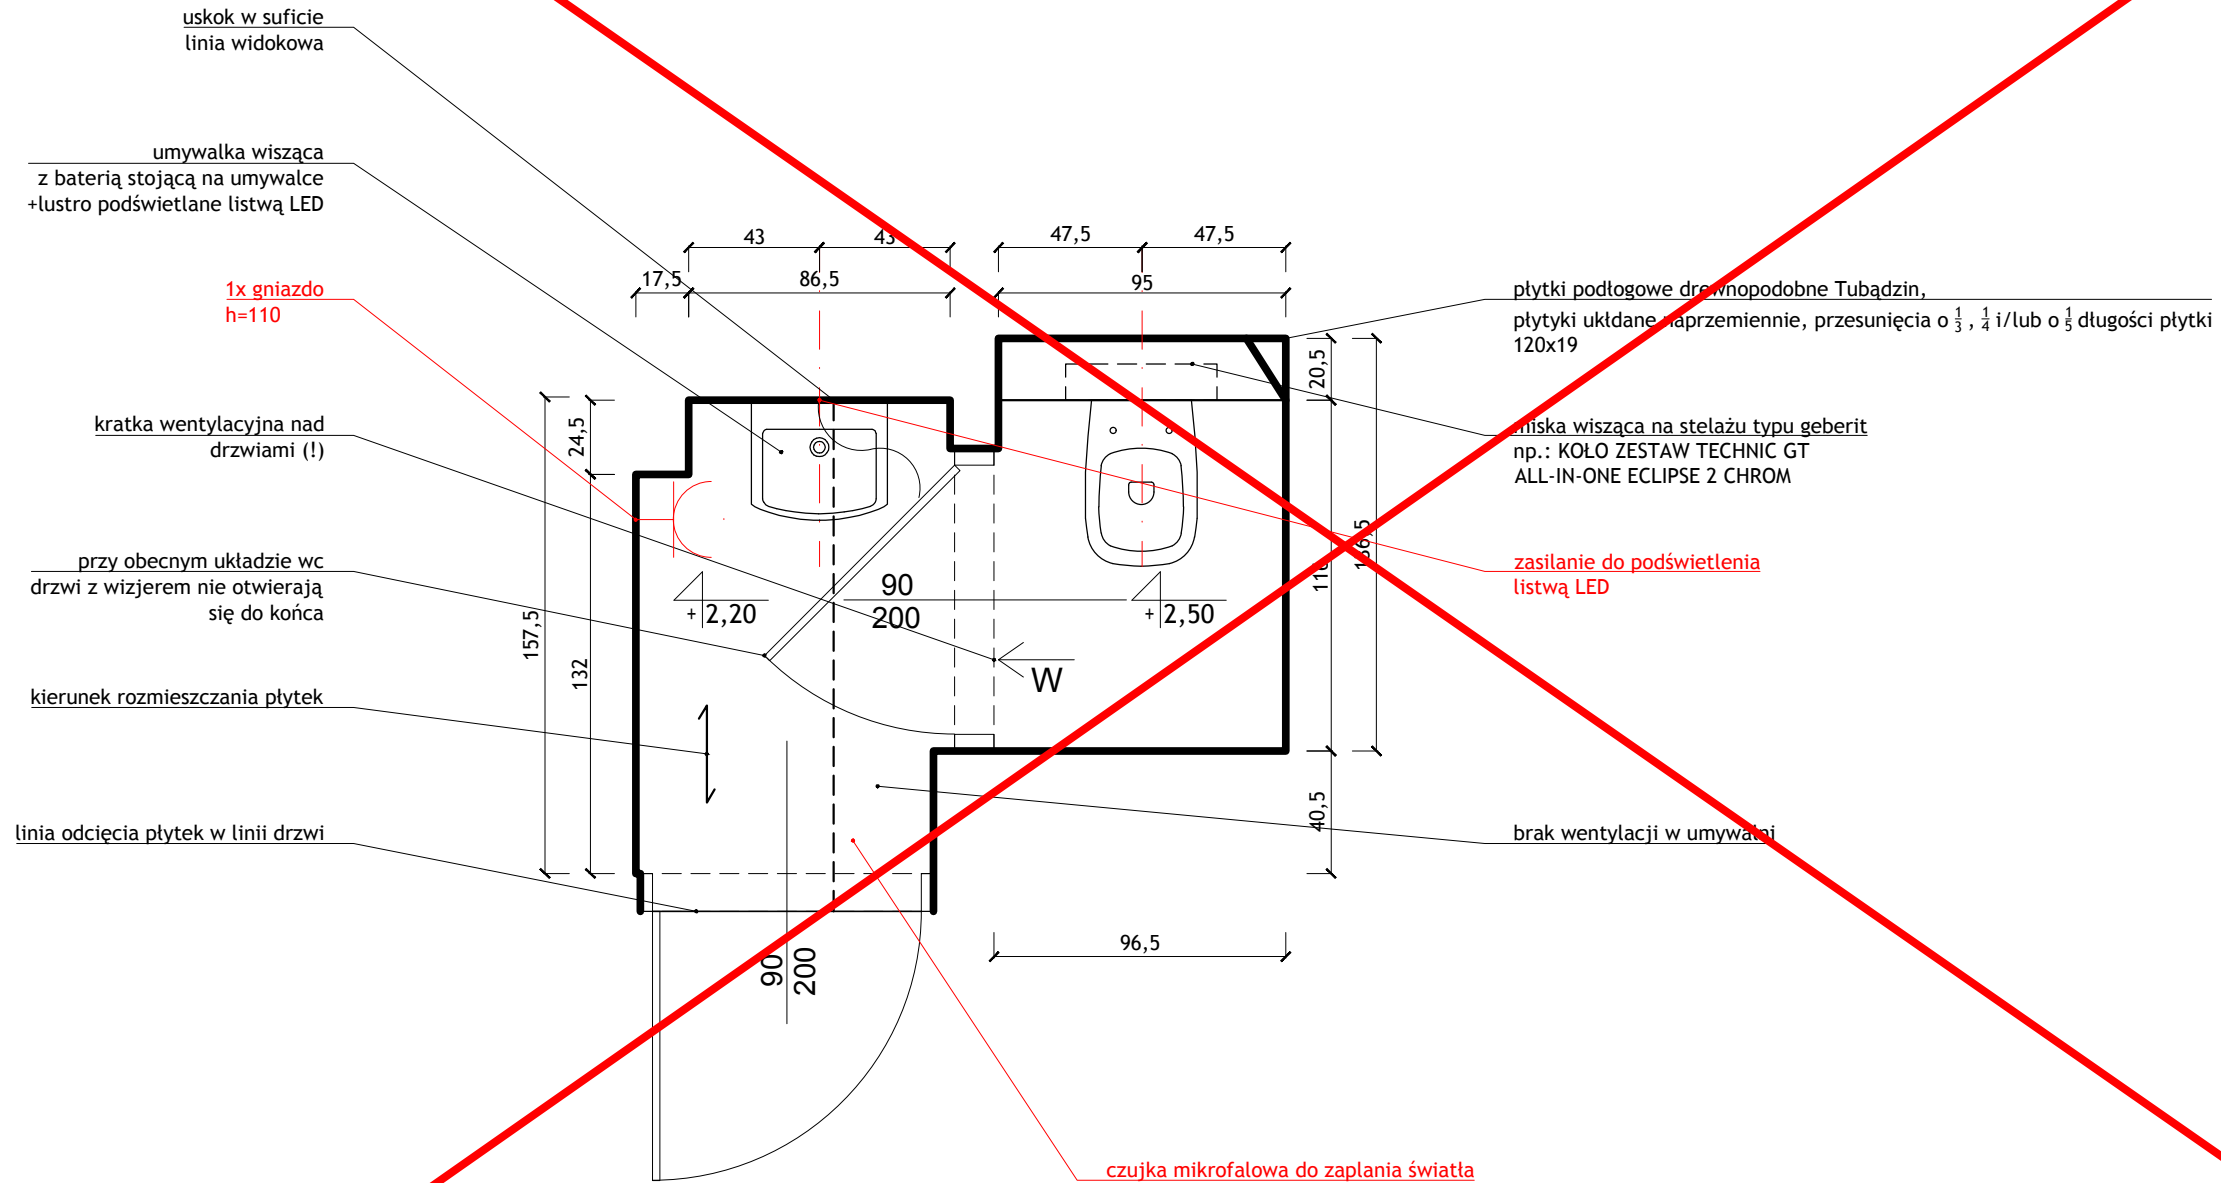 uskok w suficie
linia widokowa
umywalka wisząca
z baterią stojącą na umywalce
+lustro podświetlane listwą LED
1x gniazdo
h=110
kratka wentylacyjna nad
drzwiami (!)
przy obecnym układzie wc
drzwi z wizjerem nie otwierają
się do końca
kierunek rozmieszczania płytek
linia odcięcia płytek w linii drzwi
43
43
47,5
47,5
17,5
86,5
95
24,5
157,5
132
20,5
110
166,5
40,5
96,5
90
200
+2,20
+2,50
W
90
200
płytki podłogowe drewnopodobne Tubądzin,
płytyki ukłdane naprzemiennie, przesunięcia o 1/3 , 1/4 i/lub o 1/5 długości płytki
120x19
miska wisząca na stelażu typu geberit
np.: KOŁO ZESTAW TECHNIC GT
ALL-IN-ONE ECLIPSE 2 CHROM
zasilanie do podświetlenia
listwą LED
brak wentylacji w umywalni
czujka mikrofalowa do zaplania światła